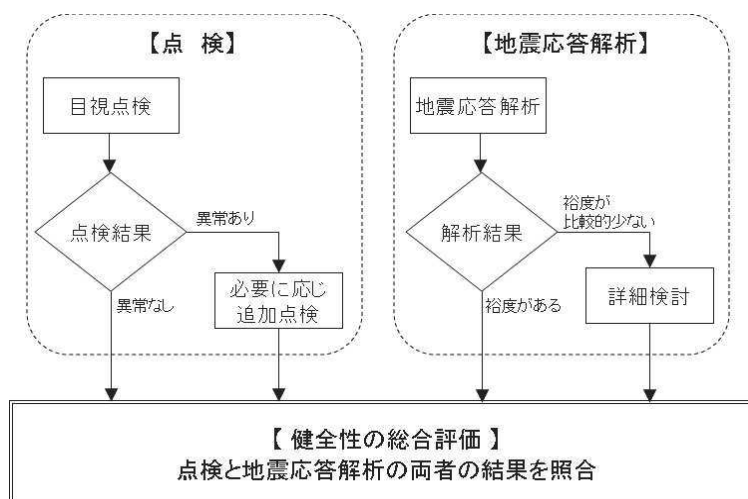 【点　検】
目視点検
点検結果
異常あり
異常なし
必要に応じ
追加点検
【地震応答解析】
地震応答解析
解析結果
裕度が
比較的少ない
裕度がある
詳細検討
【 健全性の総合評価 】
点検と地震応答解析の両者の結果を照合